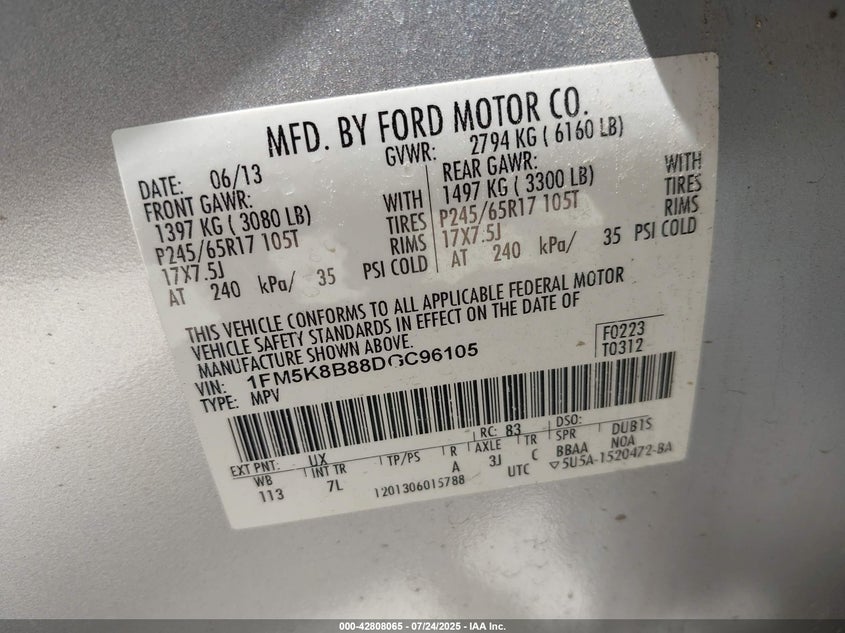 MFD. BY FORD MOTOR CO.
DATE: 06/13 GVWR: 2794 KG ( 6160 LB)
FRONT GAWR: REAR GAWR:
1397 KG ( 3080 LB) WITH 1497 KG ( 3300 LB) WITH
P245/65R17 105T TIRES P245/65R17 105T TIRES
17X7.5J RIMS 17X7.5J RIMS
AT 240 kPa/ 35 PSI COLD AT 240 kPa/ 35 PSI COLD
THIS VEHICLE CONFORMS TO ALL APPLICABLE FEDERAL MOTOR
VEHICLE SAFETY STANDARDS IN EFFECT ON THE DATE OF
MANUFACTURE SHOWN ABOVE.
F0223
VIN: 1FM5K8B88DGC96105
T0312
TYPE: MPV
RC: 83 DSO:
EXT PNT: UX
WB INT TR TP/PS R AXLE TR SPR DUB1S
113 7L A 3J C BBAA NOA
1201306015788 UTC ▽5U5A-1520472-BA
000-42808065 - 07/24/2025 - IAA Inc.